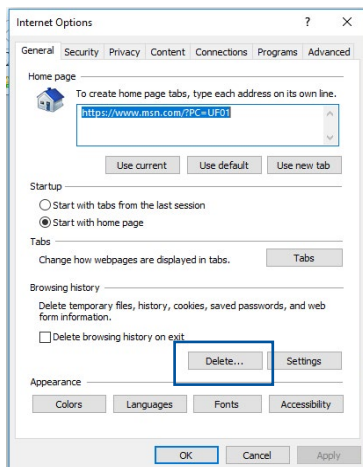 Internet Options ? X
General Security Privacy Content Connections Programs Advanced
Home page
To create home page tabs, type each address on its own line.
https://www.msn.com/?PC=UF01
Use current Use default Use new tab
Startup
Start with tabs from the last session
Start with home page
Tabs
Change how webpages are displayed in tabs. Tabs
Browsing history
Delete temporary files, history, cookies, saved passwords, and web
form information.
Delete browsing history on exit
Delete... Settings
Appearance
Colors Languages Fonts Accessibility
OK Cancel Apply